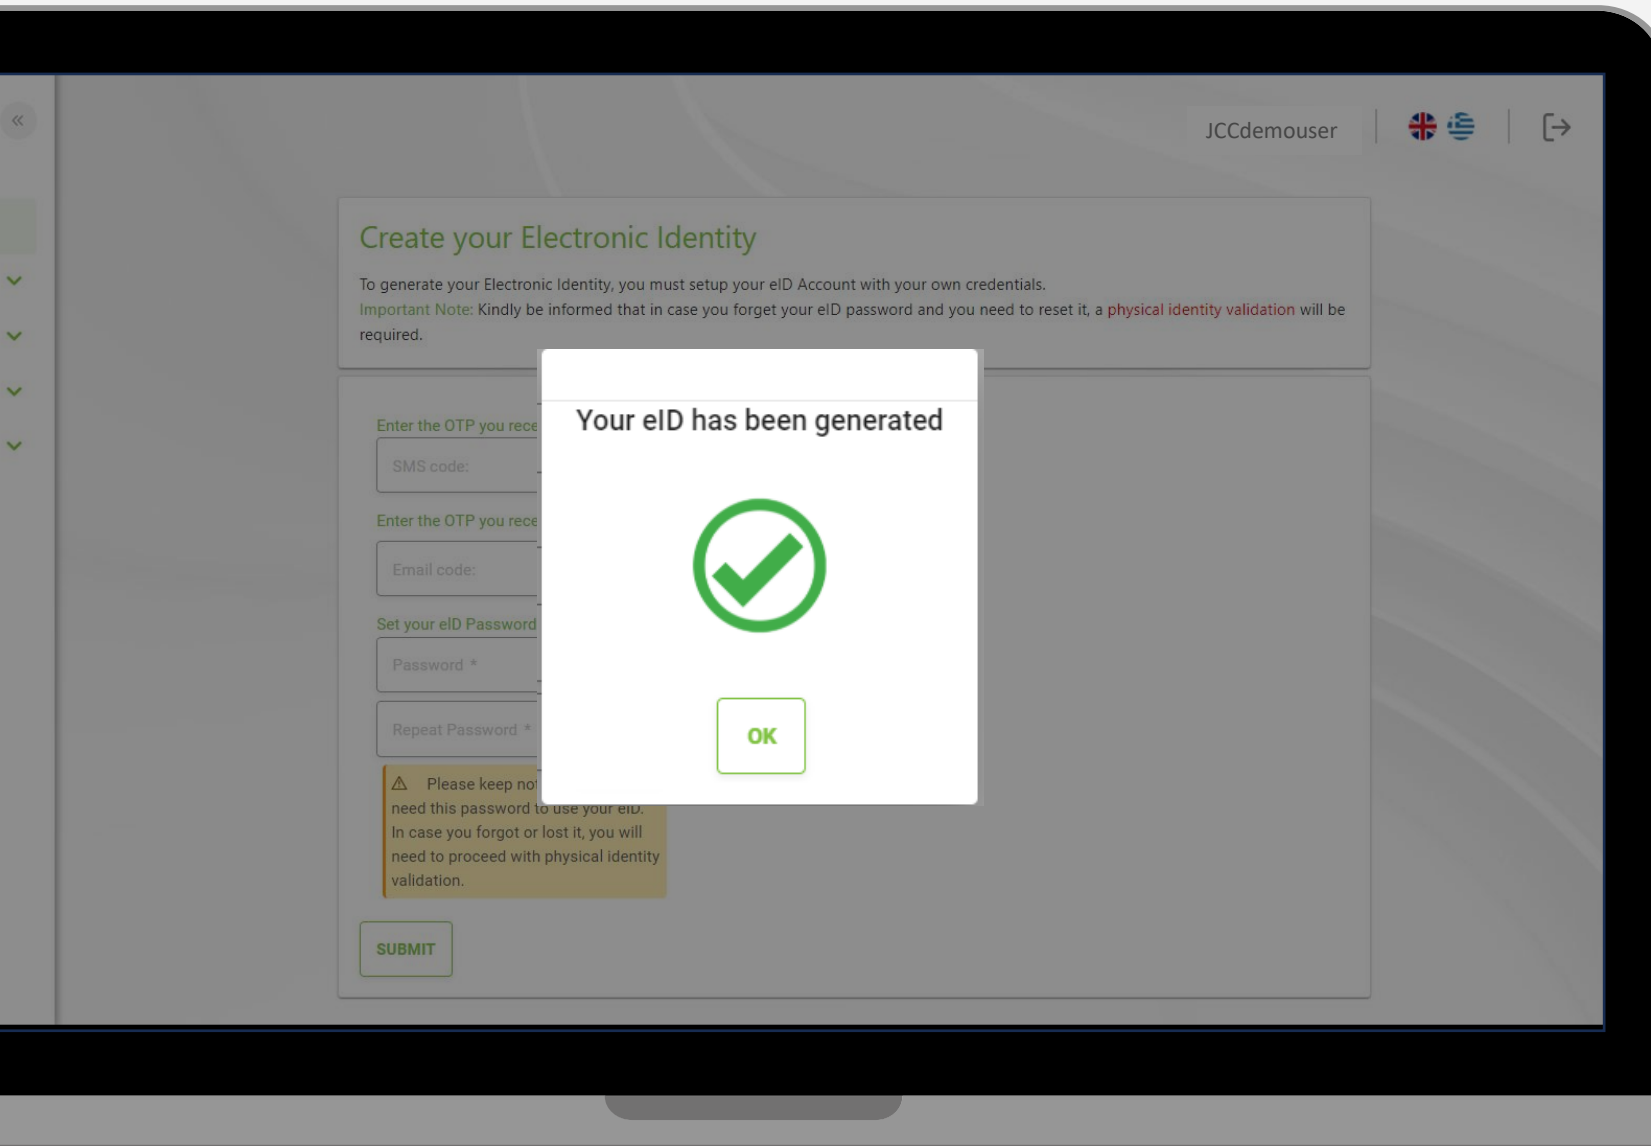 JCCdemouser
Create your Electronic Identity
To generate your Electronic Identity, you must setup your eID Account with your own credentials.
Important Note: Kindly be informed that in case you forget your eID password and you need to reset it, a physical identity validation will be
required.
Your eID has been generated
Enter the OTP you rece
SMS code:
Enter the OTP you rece
Email code:
Set your eID Password
Password *
Repeat Password *
OK
Please keep not
need this password to use your eID.
In case you forgot or lost it, you will
need to proceed with physical identity
validation.
SUBMIT